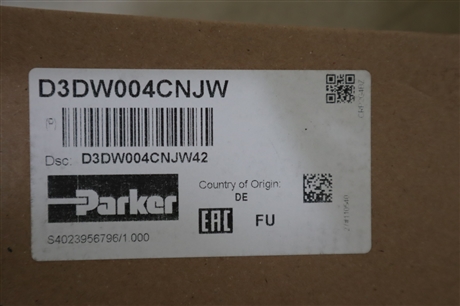 D3DW004CNJW
Dsc: D3DW004CNJW42
Parker
Country of Origin:
DE
EAC FU
S4023956796/1.000